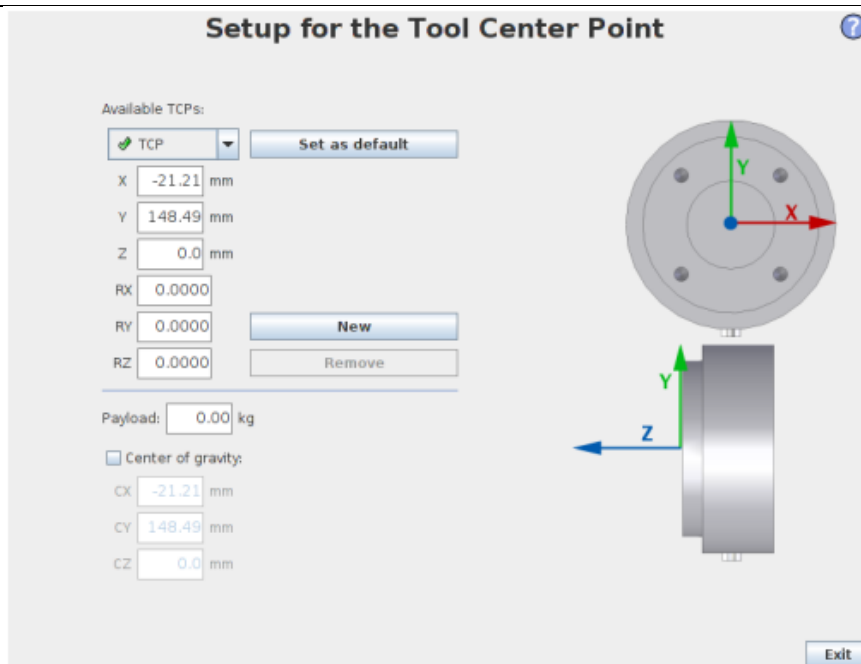 Setup for the Tool Center Point
?
Available TCPs:
TCP
Set as default
X -21.21 mm
Y 148.49 mm
Z 0.0 mm
RX 0.0000
RY 0.0000 New
RZ 0.0000 Remove
Payload: 0.00 kg
Center of gravity:
CX -21.21 mm
CY 148.49 mm
CZ 0.0 mm
Y
X
Y
Z
Exit